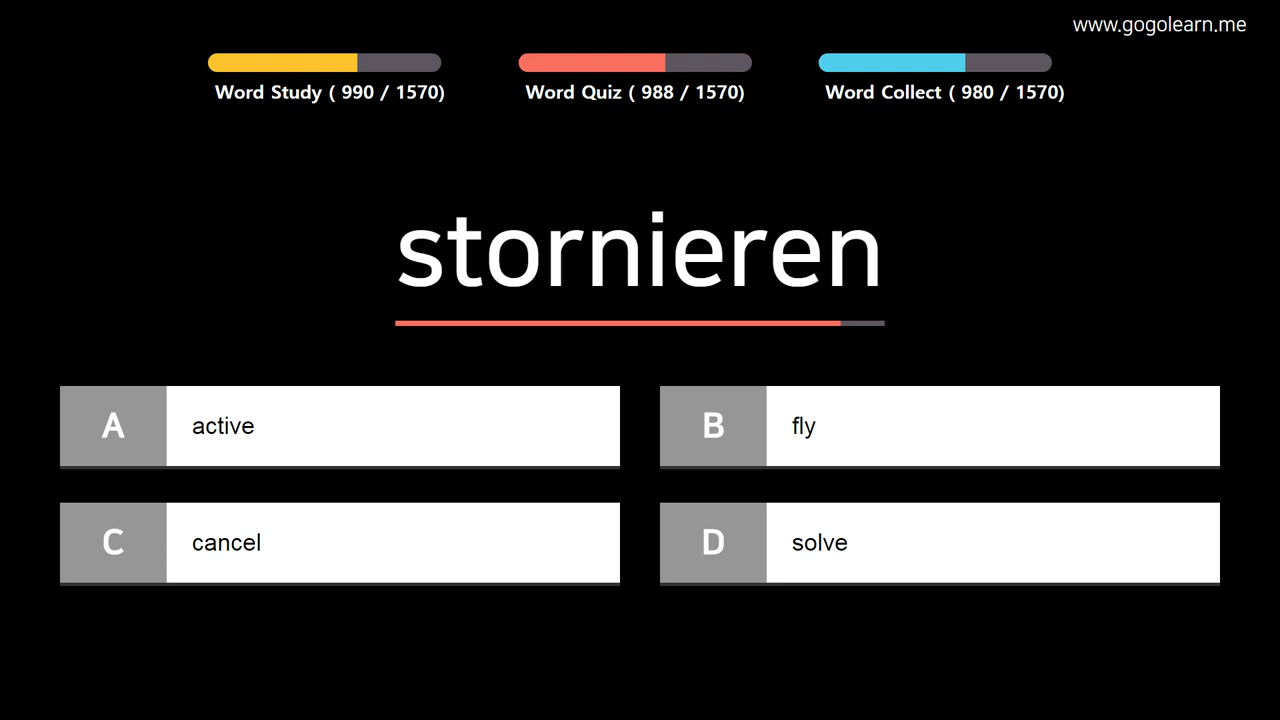 www.gogolearn.me
Word Study ( 990 / 1570)
Word Quiz ( 988 / 1570)
Word Collect ( 980 / 1570)
stornieren
A active
B fly
C cancel
D solve